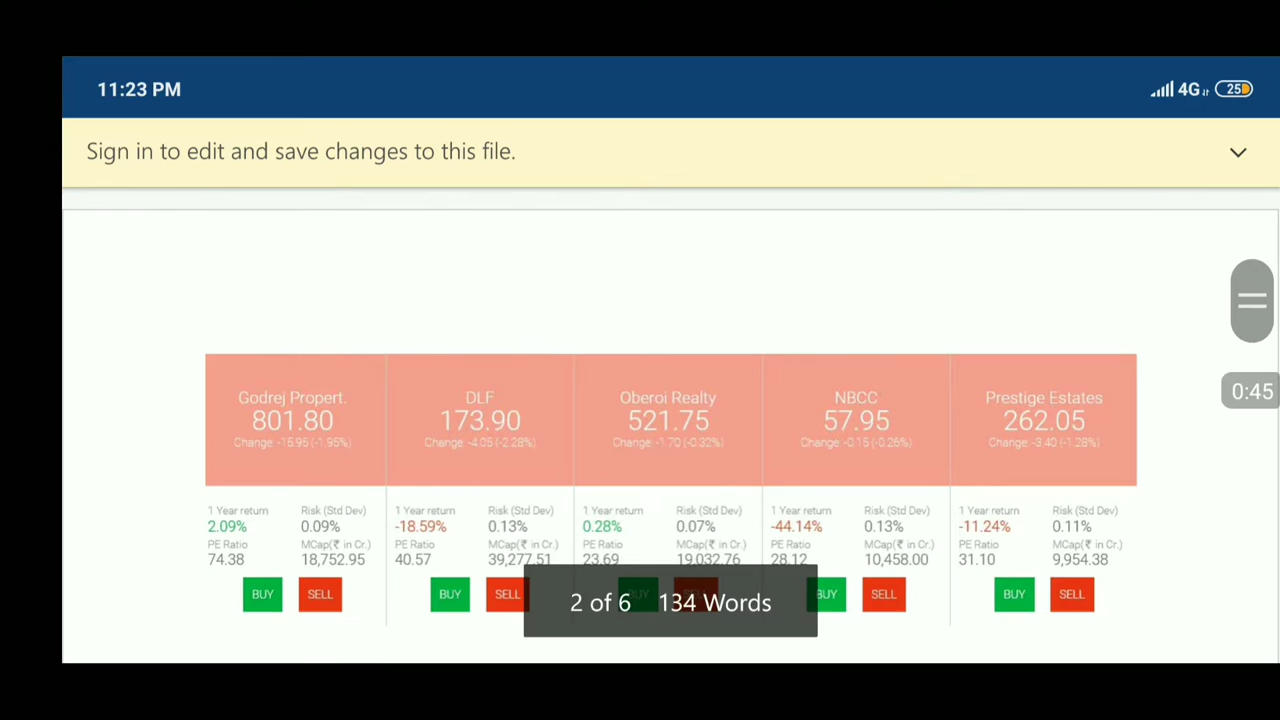 11:23 PM 4G 25
Sign in to edit and save changes to this file.
0:45
Godrej Propert. DLF Oberoi Realty NBCC Prestige Estates
801.80 173.90 521.75 57.95 262.05
Change: -15.95 (-1.95%) Change: -4.05 (-2.28%) Change: -1.70 (-0.32%) Change: -0.15 (-0.26%) Change: -3.40 (-1.28%)
1 Year return Risk (Std Dev) 1 Year return Risk (Std Dev) 1 Year return Risk (Std Dev) 1 Year return Risk (Std Dev) 1 Year return Risk (Std Dev)
2.09% 0.09% -18.59% 0.13% 0.28% 0.07% -44.14% 0.13% -11.24% 0.11%
PE Ratio MCap(₹ in Cr.) PE Ratio MCap(₹ in Cr.) PE Ratio MCap(₹ in Cr.) PE Ratio MCap(₹ in Cr.) PE Ratio MCap(₹ in Cr.)
74.38 18,752.95 40.57 39,277.51 23.69 19,032.76 28.12 10,458.00 31.10 9,954.38
BUY SELL BUY SELL BUY SELL BUY SELL BUY SELL
2 of 6 134 Words